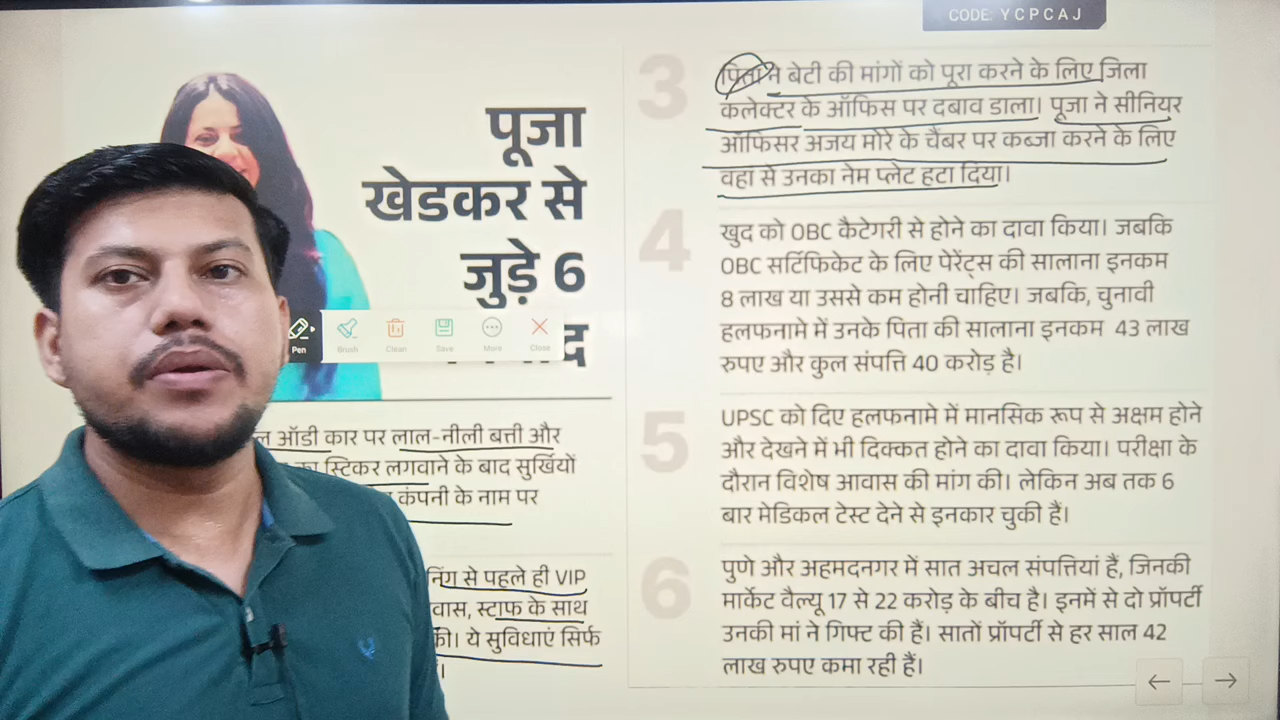 CODE: Y C P C A J
पूजा
खेडकर से
जुड़े 6
द
Pen
Brush
Clean
Save
More
Close
ऑडी कार पर लाल-नीली बत्ती और
स्टिकर लगवाने के बाद सुर्खियों
कंपनी के नाम पर
से पहले ही VIP
स्टाफ के साथ
की। ये सुविधाएं सिर्फ
3
पिता ने बेटी की मांगों को पूरा करने के लिए जिला
कलेक्टर के ऑफिस पर दबाव डाला। पूजा ने सीनियर
ऑफिसर अजय मोरे के चैंबर पर कब्जा करने के लिए
वहां से उनका नेम प्लेट हटा दिया।
4
खुद को OBC कैटेगरी से होने का दावा किया। जबकि
OBC सर्टिफिकेट के लिए पेरेंट्स की सालाना इनकम
8 लाख या उससे कम होनी चाहिए। जबकि, चुनावी
हलफनामे में उनके पिता की सालाना इनकम 43 लाख
रुपए और कुल संपत्ति 40 करोड़ है।
5
UPSC को दिए हलफनामे में मानसिक रूप से अक्षम होने
और देखने में भी दिक्कत होने का दावा किया। परीक्षा के
दौरान विशेष आवास की मांग की। लेकिन अब तक 6
बार मेडिकल टेस्ट देने से इनकार चुकी हैं।
6
पुणे और अहमदनगर में सात अचल संपत्तियां हैं, जिनकी
मार्केट वैल्यू 17 से 22 करोड़ के बीच है। इनमें से दो प्रॉपर्टी
उनकी मां ने गिफ्ट की हैं। सातों प्रॉपर्टी से हर साल 42
लाख रुपए कमा रही हैं।